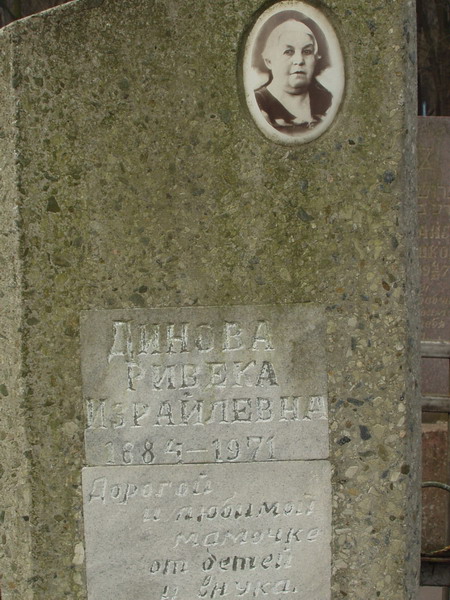 ДИНОВА
РИВЕКА
ИЗРАЙЛЕВНА
1884-1971
Дорогой
и любимой
мамочке
от детей
и внука.